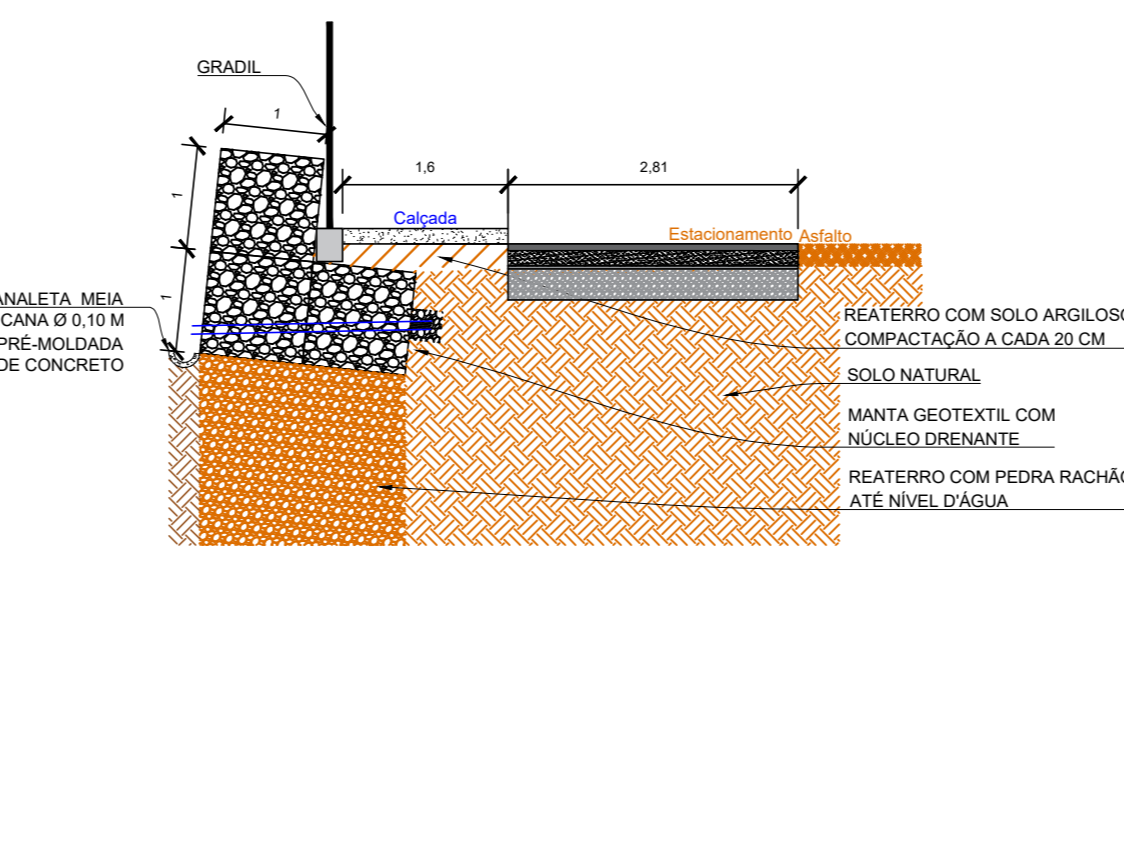 GRADIL
1
1
1,6
2,81
Calçada
Estacionamento
Asfalto
1
ANALETA MEIA
CANA Ø 0,10 M
PRÉ-MOLDADA
DE CONCRETO
REATERRO COM SOLO ARGILOSO
COMPACTAÇÃO A CADA 20 CM
SOLO NATURAL
MANTA GEOTEXTIL COM
NÚCLEO DRENANTE
REATERRO COM PEDRA RACHÃO
ATÉ NÍVEL D'ÁGUA